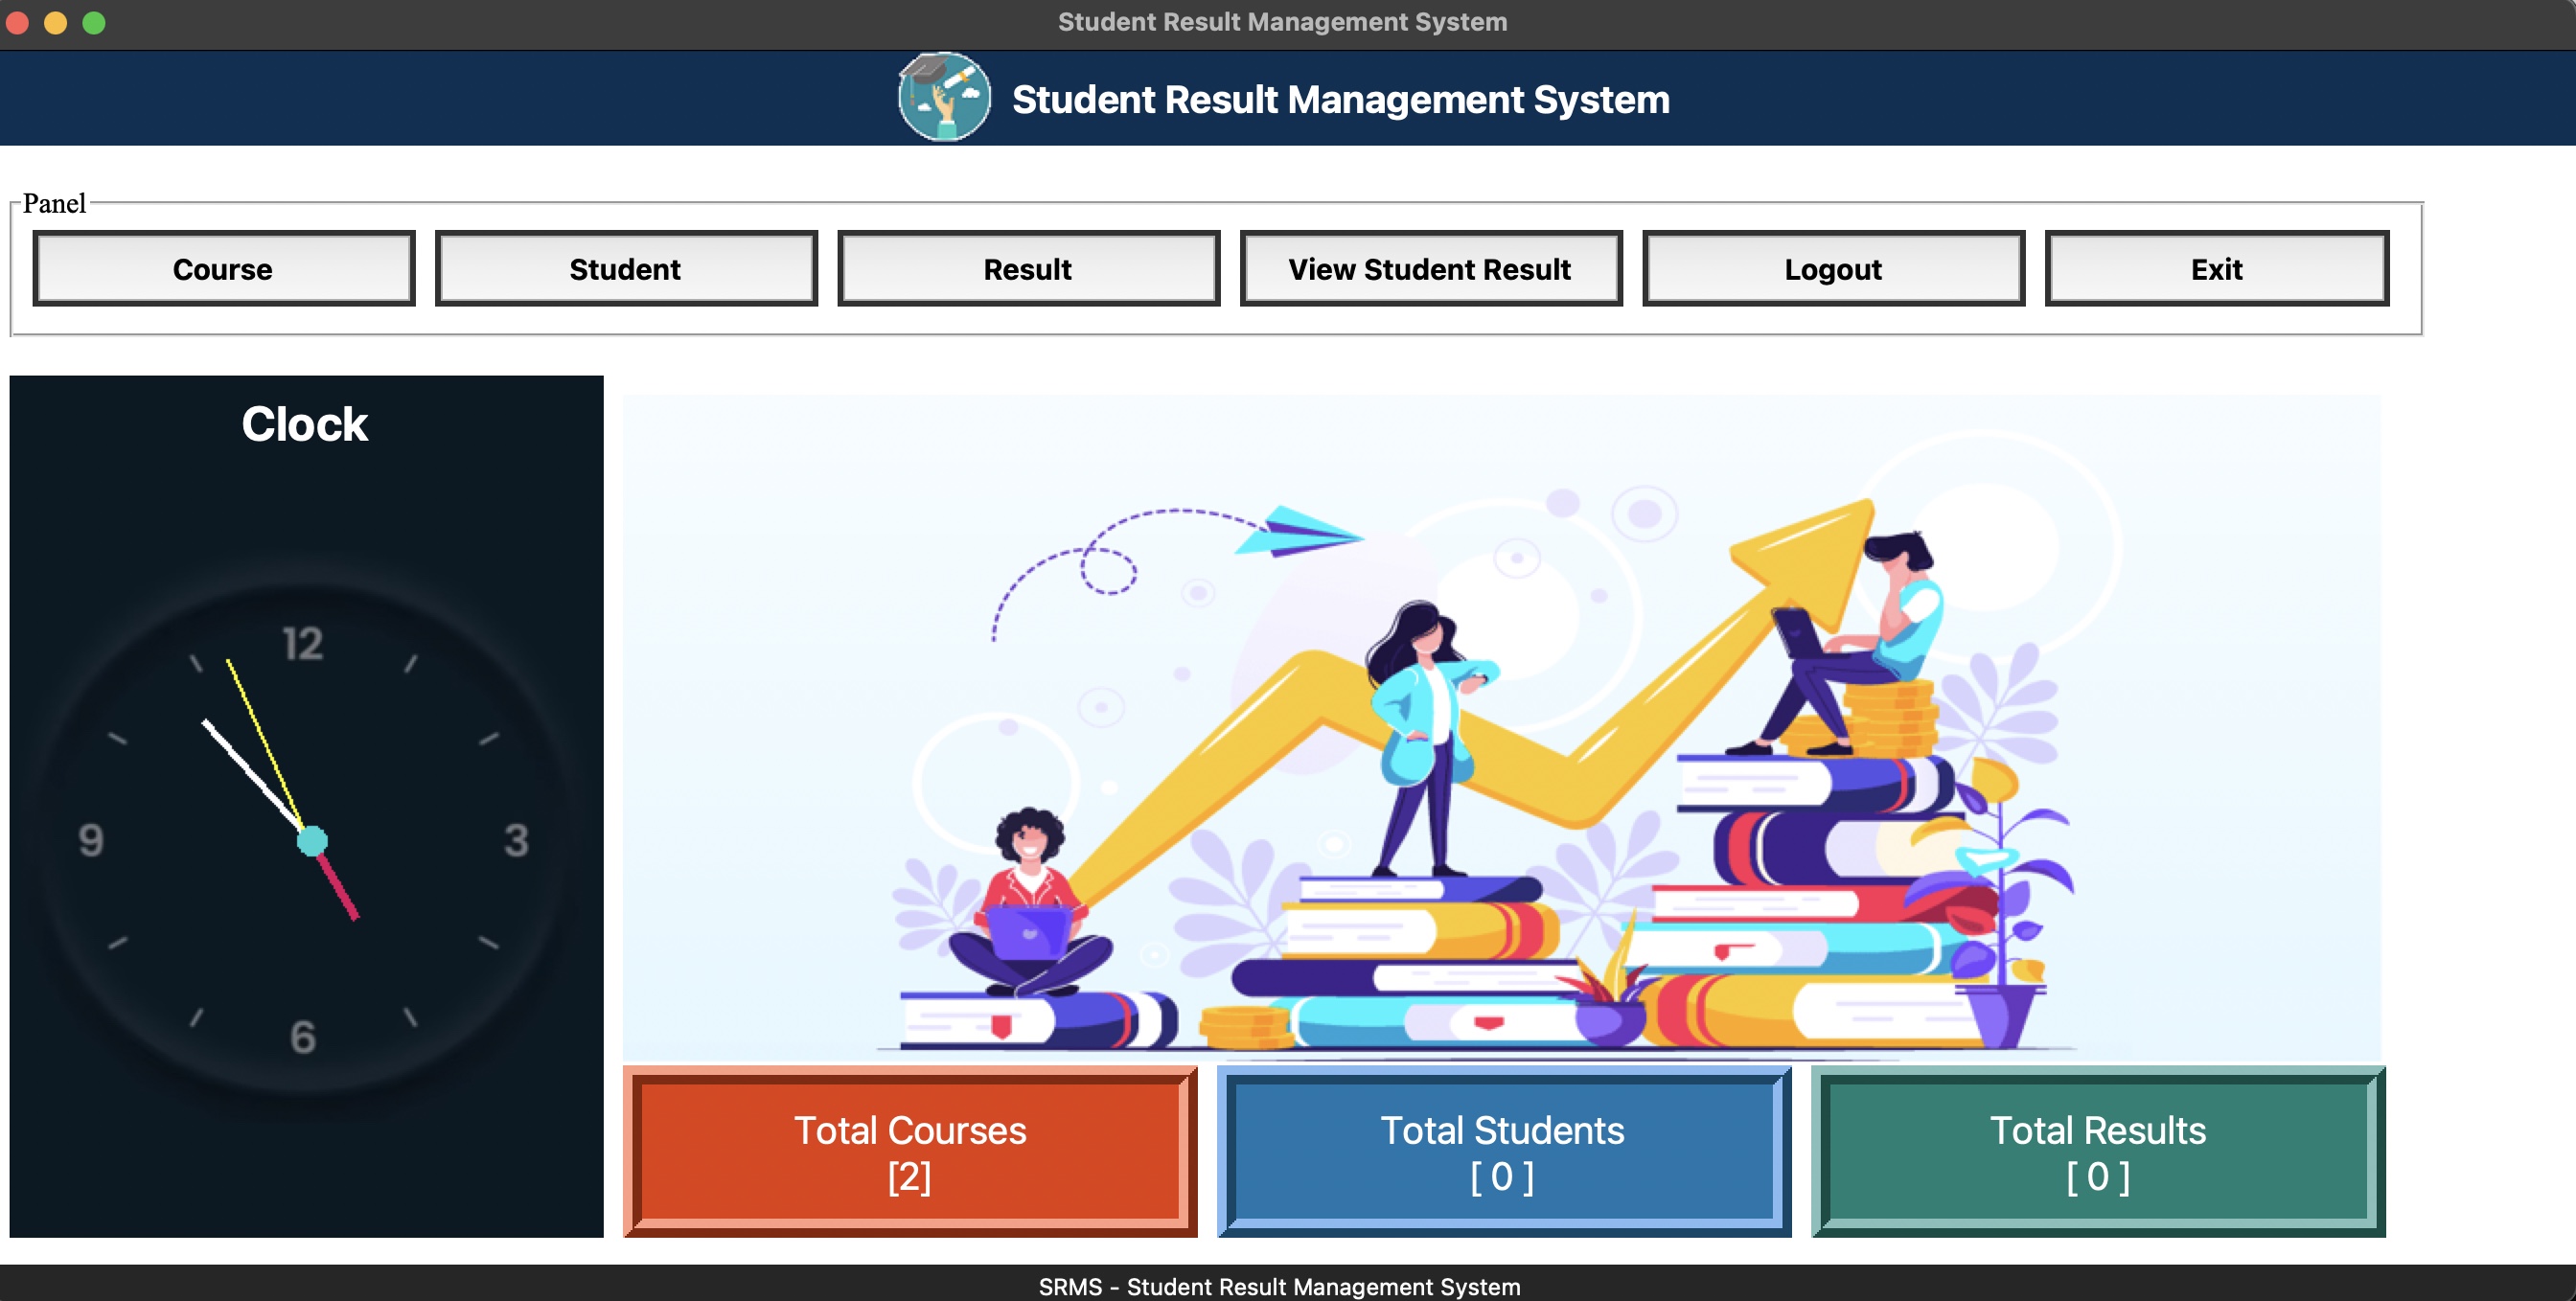 Student Result Management System
Student Result Management System
Panel
Course
Student
Result
View Student Result
Logout
Exit
Clock
12
9
3
6
Total Courses
[2]
Total Students
[ 0 ]
Total Results
[ 0 ]
SRMS - Student Result Management System